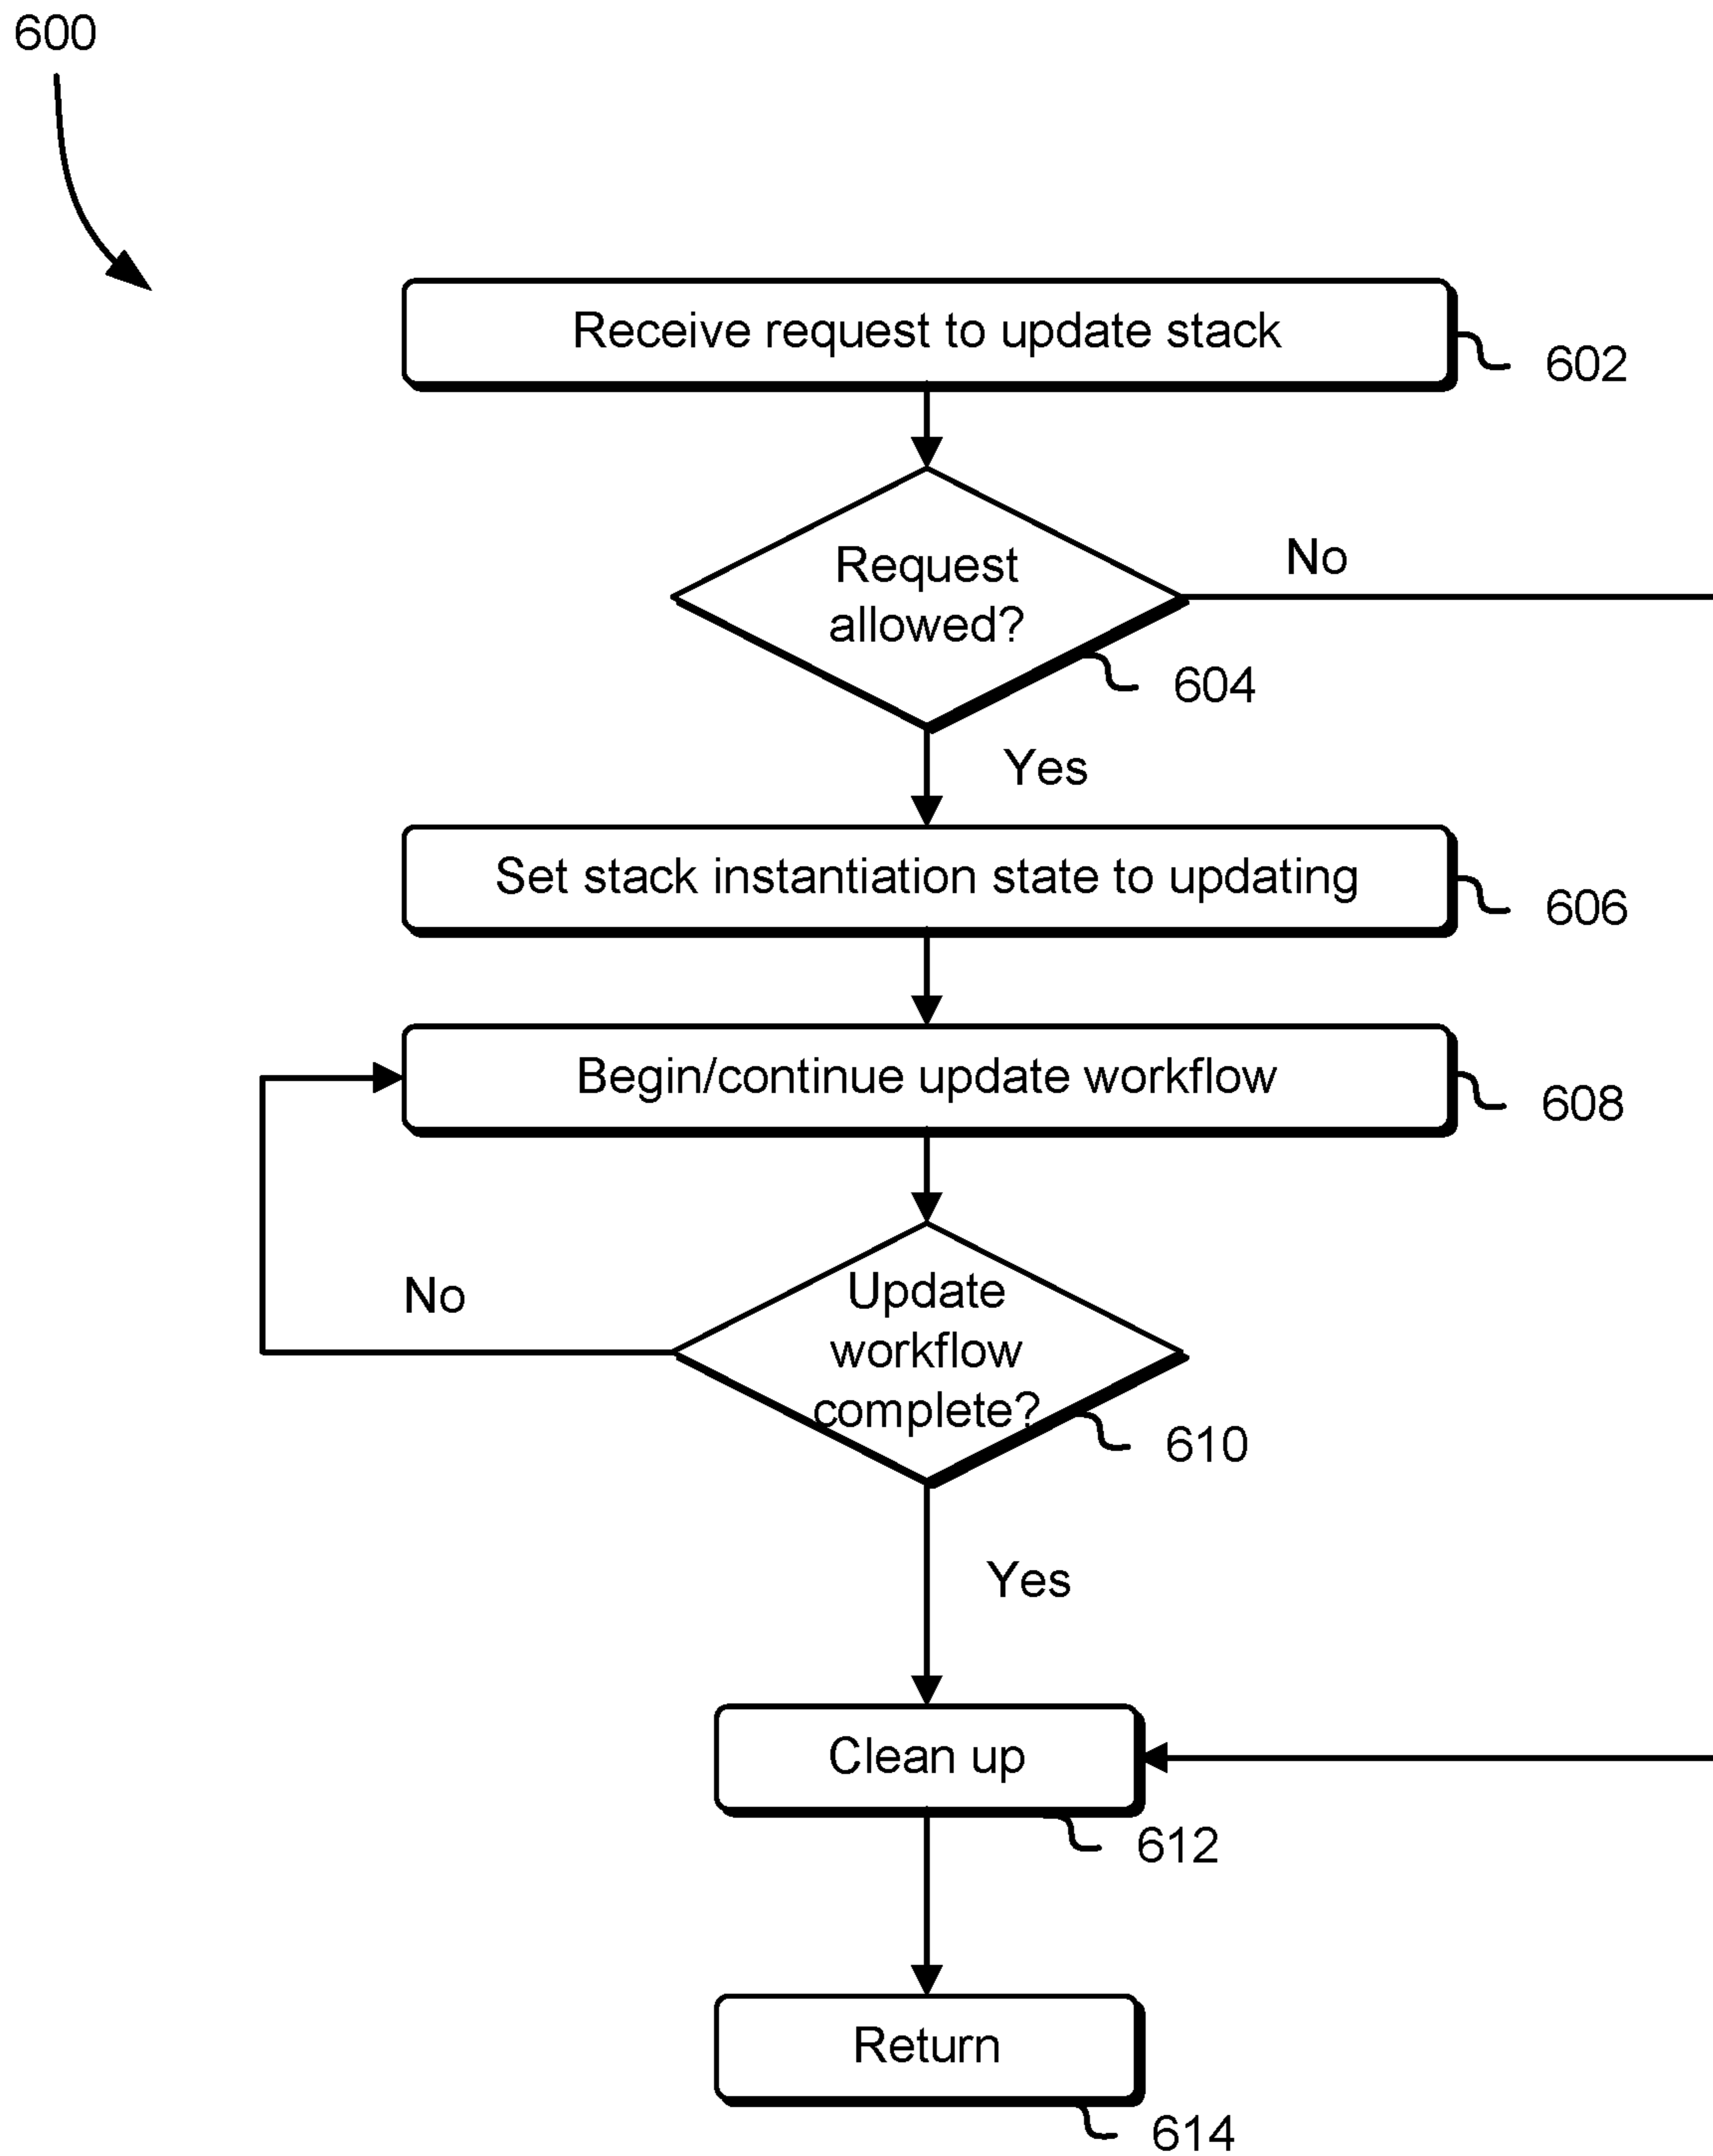 600
Receive request to update stack
602
Request
allowed?
No
604
Yes
Set stack instantiation state to updating
606
Begin/continue update workflow
608
Update
workflow
complete?
No
610
Yes
Clean up
612
Return
614